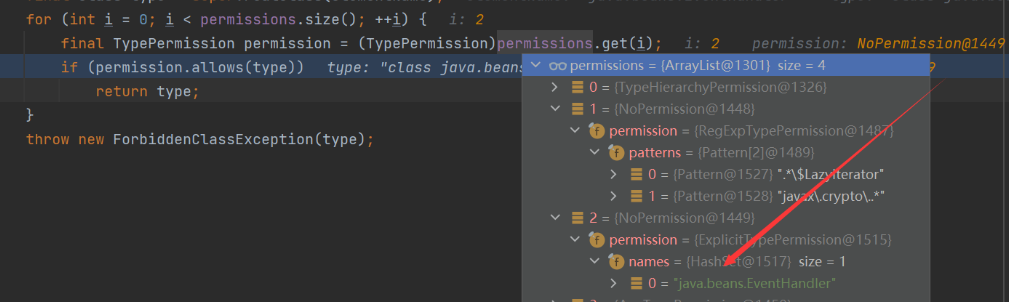 for (int i = 0; i < permissions.size(); ++i) {   i: 2
final TypePermission permission = (TypePermission)permissions.get(i);   i: 2   permission: NoPermission@1449
if (permission.allows(type))   type: "class java.beans
return type;
}
throw new ForbiddenClassException(type);
permissions = {ArrayList@1301} size = 4
0 = {TypeHierarchyPermission@1326}
1 = {NoPermission@1448}
permission = {RegExpTypePermission@1487}
patterns = {Pattern[2]@1489}
0 = {Pattern@1527} ".*\$LazyIterator"
1 = {Pattern@1528} "javax\.crypto\..*"
2 = {NoPermission@1449}
permission = {ExplicitTypePermission@1515}
names = {HashSet@1517} size = 1
0 = "java.beans.EventHandler"